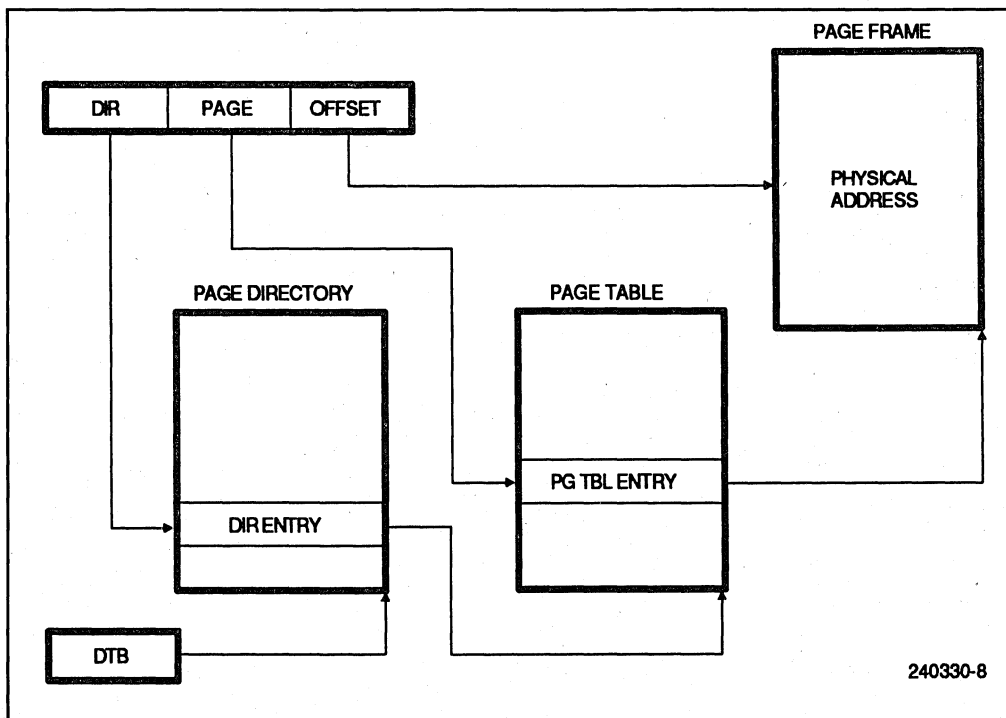 PAGE FRAME
DIR
PAGE
OFFSET
PHYSICAL
ADDRESS
PAGE DIRECTORY
PAGE TABLE
PG TBL ENTRY
DIR ENTRY
DTB
240330-8